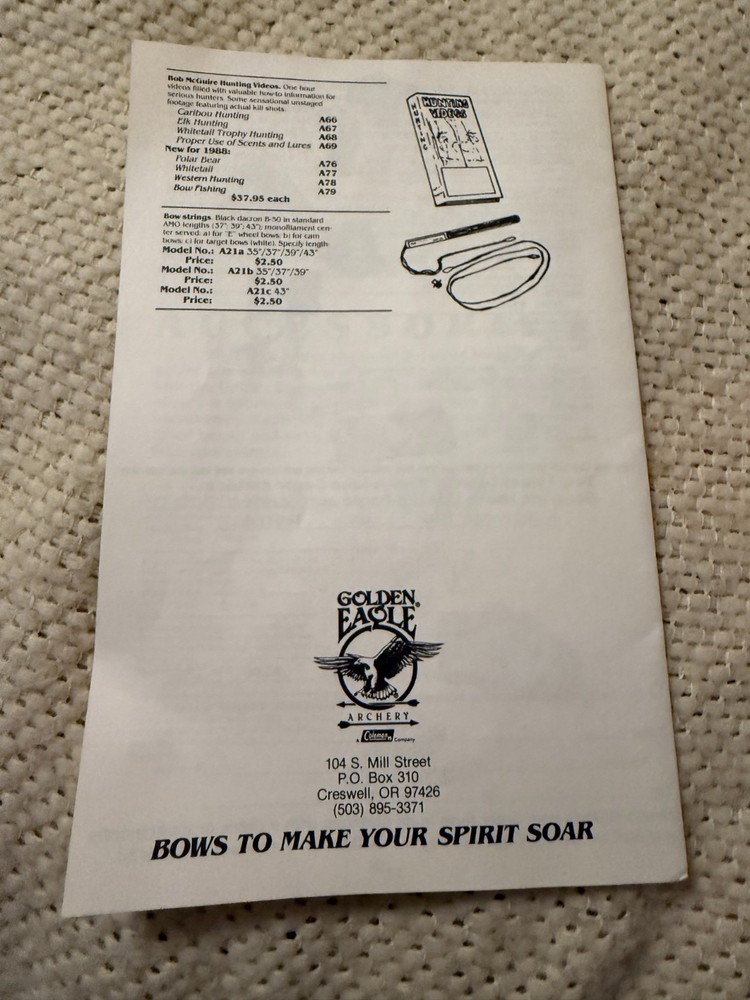 Bob McGuire Hunting Videos. One hour
videos filled with valuable how-to information for
serious hunters. Some sensational unstaged
footage featuring actual kill shots.
Caribou Hunting A66
Elk Hunting A67
Whitetail Trophy Hunting A68
Proper Use of Scents and Lures A69
New for 1988:
Polar Bear A76
Whitetail A77
Western Hunting A78
Bow Fishing A79
$37.95 each
HUNTING
HUNTING
VIDEOS
Bow strings. Black dacron B-50 in standard
AMO lengths (37", 39", 43"); monofilament cen-
ter served. a) for "E" wheel bows; b) for cam
bows; c) for target bows (white). Specify length.
Model No.: A21a 35"/37"/39"/43"
Price: $2.50
Model No.: A21b 35"/37"/39"
Price: $2.50
Model No.: A21c 43"
Price: $2.50
GOLDEN
EAGLE®
ARCHERY
A Coleman Company
104 S. Mill Street
P.O. Box 310
Creswell, OR 97426
(503) 895-3371
BOWS TO MAKE YOUR SPIRIT SOAR